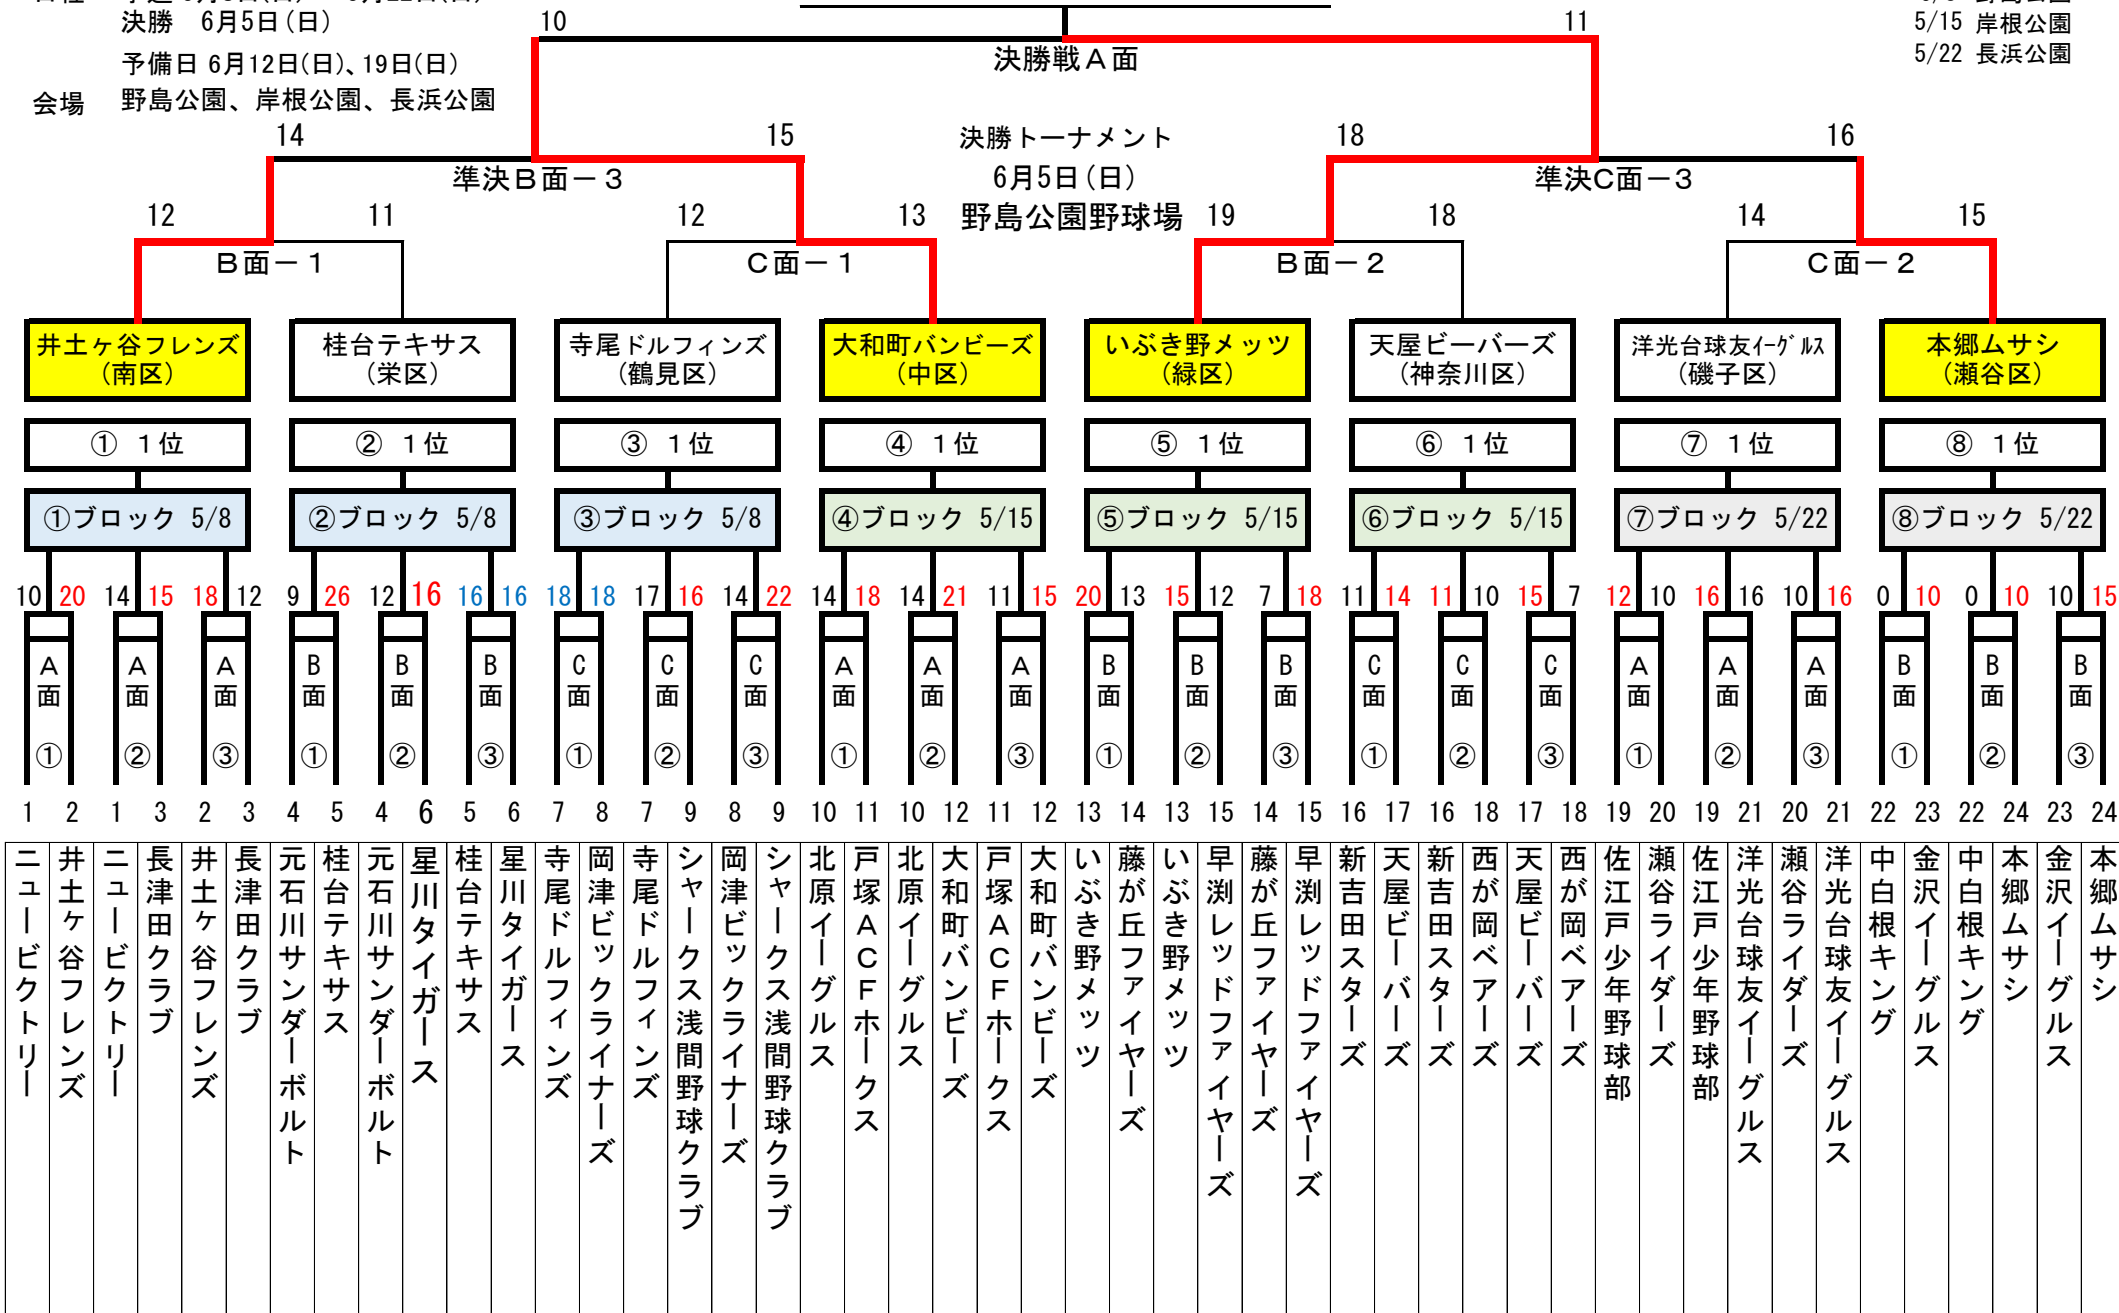 決勝 6月5日(日)
予備日 6月12日(日)、19日(日)
会場 野島公園、岸根公園、長浜公園
5/15 岸根公園
5/22 長浜公園
10 11
決勝戦A面
14 15 18 16
決勝トーナメント
6月5日(日)
野島公園野球場
準決B面-3 準決C面-3
12 11 12 13 19 18 14 15
B面-1 C面-1 B面-2 C面-2
井土ヶ谷フレンズ 桂台テキサス 寺尾ドルフィンズ 大和町バンビーズ いぶき野メッツ 天屋ビーバーズ 洋光台球友ｲｰｸﾞﾙｽ 本郷ムサシ
(南区) (栄区) (鶴見区) (中区) (緑区) (神奈川区) (磯子区) (瀬谷区)
① 1位 ② 1位 ③ 1位 ④ 1位 ⑤ 1位 ⑥ 1位 ⑦ 1位 ⑧ 1位
①ブロック 5/8 ②ブロック 5/8 ③ブロック 5/8 ④ブロック 5/15 ⑤ブロック 5/15 ⑥ブロック 5/15 ⑦ブロック 5/22 ⑧ブロック 5/22
10 20 14 15 18 12 9 26 12 16 16 16 18 18 17 16 14 22 14 18 14 21 11 15 20 13 15 12 7 18 11 14 11 10 15 7 12 10 16 16 10 16 0 10 0 10 10 15
A面 A面 A面 B面 B面 B面 C面 C面 C面 A面 A面 A面 B面 B面 B面 C面 C面 C面 A面 A面 A面 B面 B面 B面
① ② ③ ① ② ③ ① ② ③ ① ② ③ ① ② ③ ① ② ③ ① ② ③ ① ② ③
1 2 1 3 2 3 4 5 4 6 5 6 7 8 7 9 8 9 10 11 10 12 11 12 13 14 13 15 14 15 16 17 16 18 17 18 19 20 19 21 20 21 22 23 22 24 23 24
ニュービクトリー
井土ヶ谷フレンズ
ニュービクトリー
長津田クラブ
井土ヶ谷フレンズ
長津田クラブ
元石川サンダーボルト
桂台テキサス
元石川サンダーボルト
星川タイガース
桂台テキサス
星川タイガース
寺尾ドルフィンズ
岡津ビックライナーズ
寺尾ドルフィンズ
シャークス浅間野球クラブ
岡津ビックライナーズ
シャークス浅間野球クラブ
北原イーグルス
戸塚ACFホークス
北原イーグルス
大和町バンビーズ
戸塚ACFホークス
大和町バンビーズ
いぶき野メッツ
藤が丘ファイヤーズ
いぶき野メッツ
早渕レッドファイヤーズ
藤が丘ファイヤーズ
早渕レッドファイヤーズ
新吉田スターズ
天屋ビーバーズ
新吉田スターズ
西が岡ベアーズ
天屋ビーバーズ
西が岡ベアーズ
佐江戸少年野球部
瀬谷ライダーズ
佐江戸少年野球部
洋光台球友イーグルス
瀬谷ライダーズ
洋光台球友イーグルス
中白根キング
金沢イーグルス
中白根キング
本郷ムサシ
金沢イーグルス
本郷ムサシ